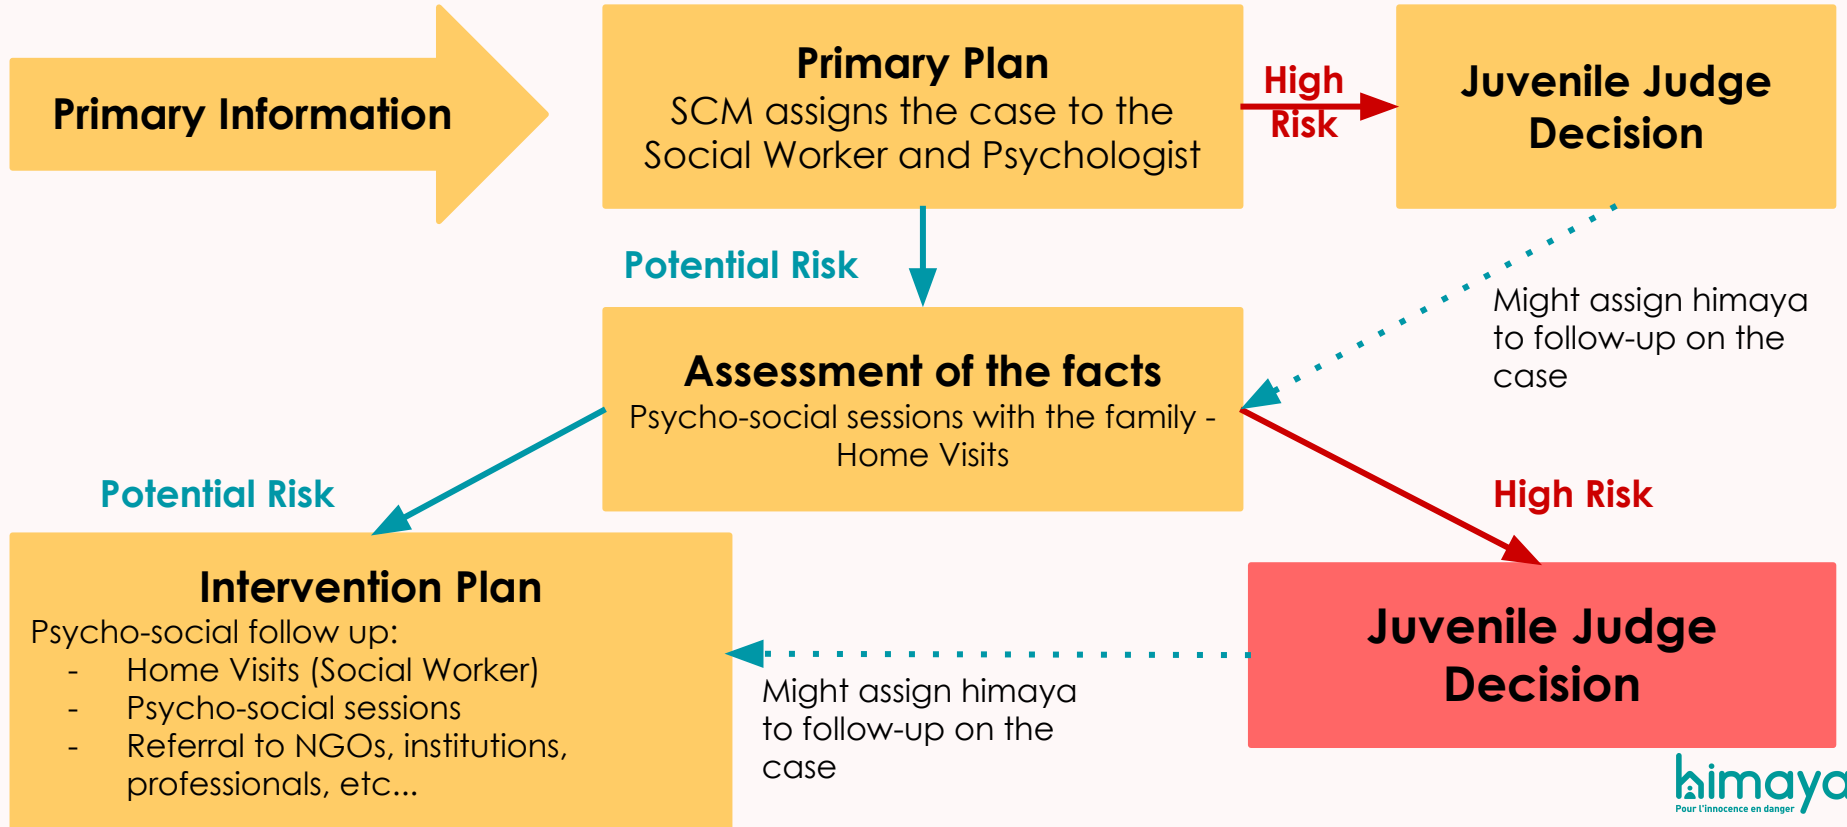 Primary Information
Primary Plan
SCM assigns the case to the
Social Worker and Psychologist
High
Risk
Juvenile Judge
Decision
Potential Risk
Might assign himaya
to follow-up on the
case
Assessment of the facts
Psycho-social sessions with the family -
Home Visits
Potential Risk
High Risk
Intervention Plan
Psycho-social follow up:
- Home Visits (Social Worker)
- Psycho-social sessions
- Referral to NGOs, institutions,
professionals, etc...
Might assign himaya
to follow-up on the
case
Juvenile Judge
Decision
himaya
Pour l'innocence en danger